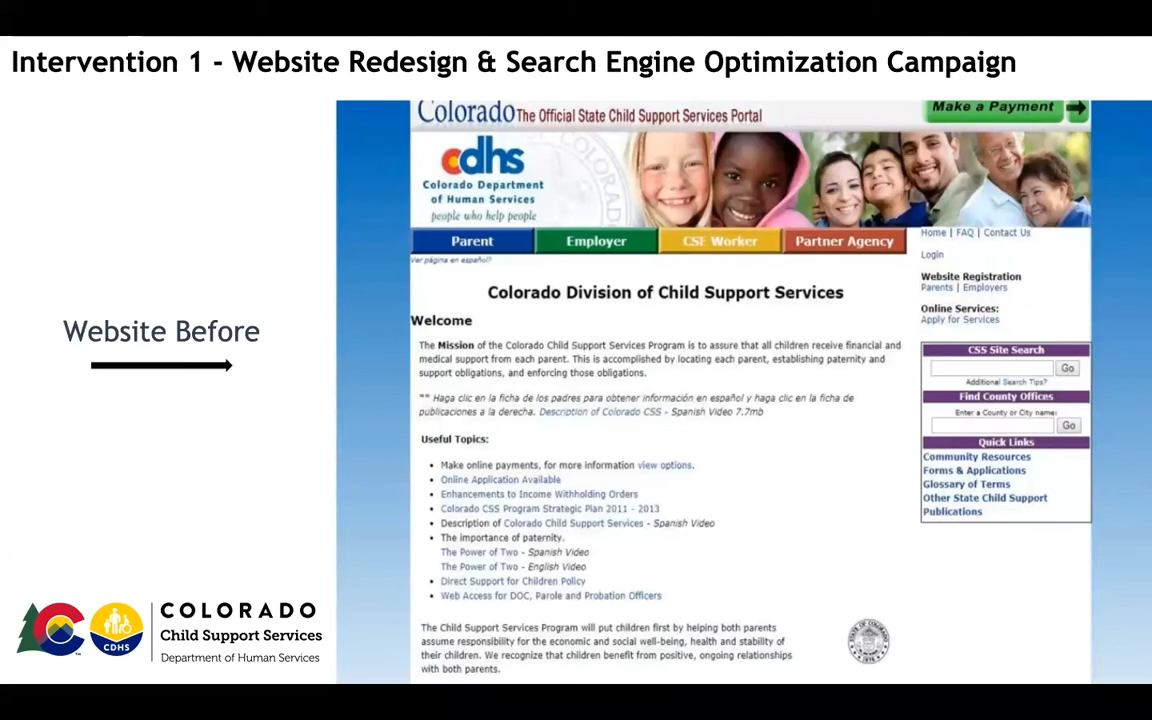 Intervention 1 - Website Redesign & Search Engine Optimization Campaign
Website Before
Colorado The Official State Child Support Services Portal
Make a Payment
cdhs
Colorado Department
of Human Services
people who help people
Parent
Employer
CSE Worker
Partner Agency
Ver página en español?
Home | FAQ | Contact Us
Login
Website Registration
Parents | Employers
Online Services:
Apply for Services
Colorado Division of Child Support Services
Welcome
The Mission of the Colorado Child Support Services Program is to assure that all children receive financial and
medical support from each parent. This is accomplished by locating each parent, establishing paternity and
support obligations, and enforcing those obligations.
** Haga clic en la ficha de los padres para obtener información en español y haga clic en la ficha de
publicaciones a la derecha. Description of Colorado CSS - Spanish Video 7.7mb
Useful Topics:
• Make online payments, for more information view options.
• Online Application Available
• Enhancements to Income Withholding Orders
• Colorado CSS Program Strategic Plan 2011 - 2013
• Description of Colorado Child Support Services - Spanish Video
• The importance of paternity.
The Power of Two - Spanish Video
The Power of Two - English Video
• Direct Support for Children Policy
• Web Access for DOC, Parole and Probation Officers
The Child Support Services Program will put children first by helping both parents
assume responsibility for the economic and social well-being, health and stability of
their children. We recognize that children benefit from positive, ongoing relationships
with both parents.
CSS Site Search
Go
Additional Search Tips?
Find County Offices
Enter a County or City name:
Go
Quick Links
Community Resources
Forms & Applications
Glossary of Terms
Other State Child Support
Publications
CDHS
COLORADO
Child Support Services
Department of Human Services